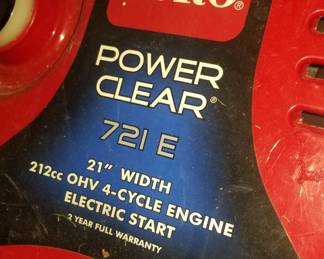 POWER
CLEAR®
721 E
21" WIDTH
212cc OHV 4-CYCLE ENGINE
ELECTRIC START
2 YEAR FULL WARRANTY